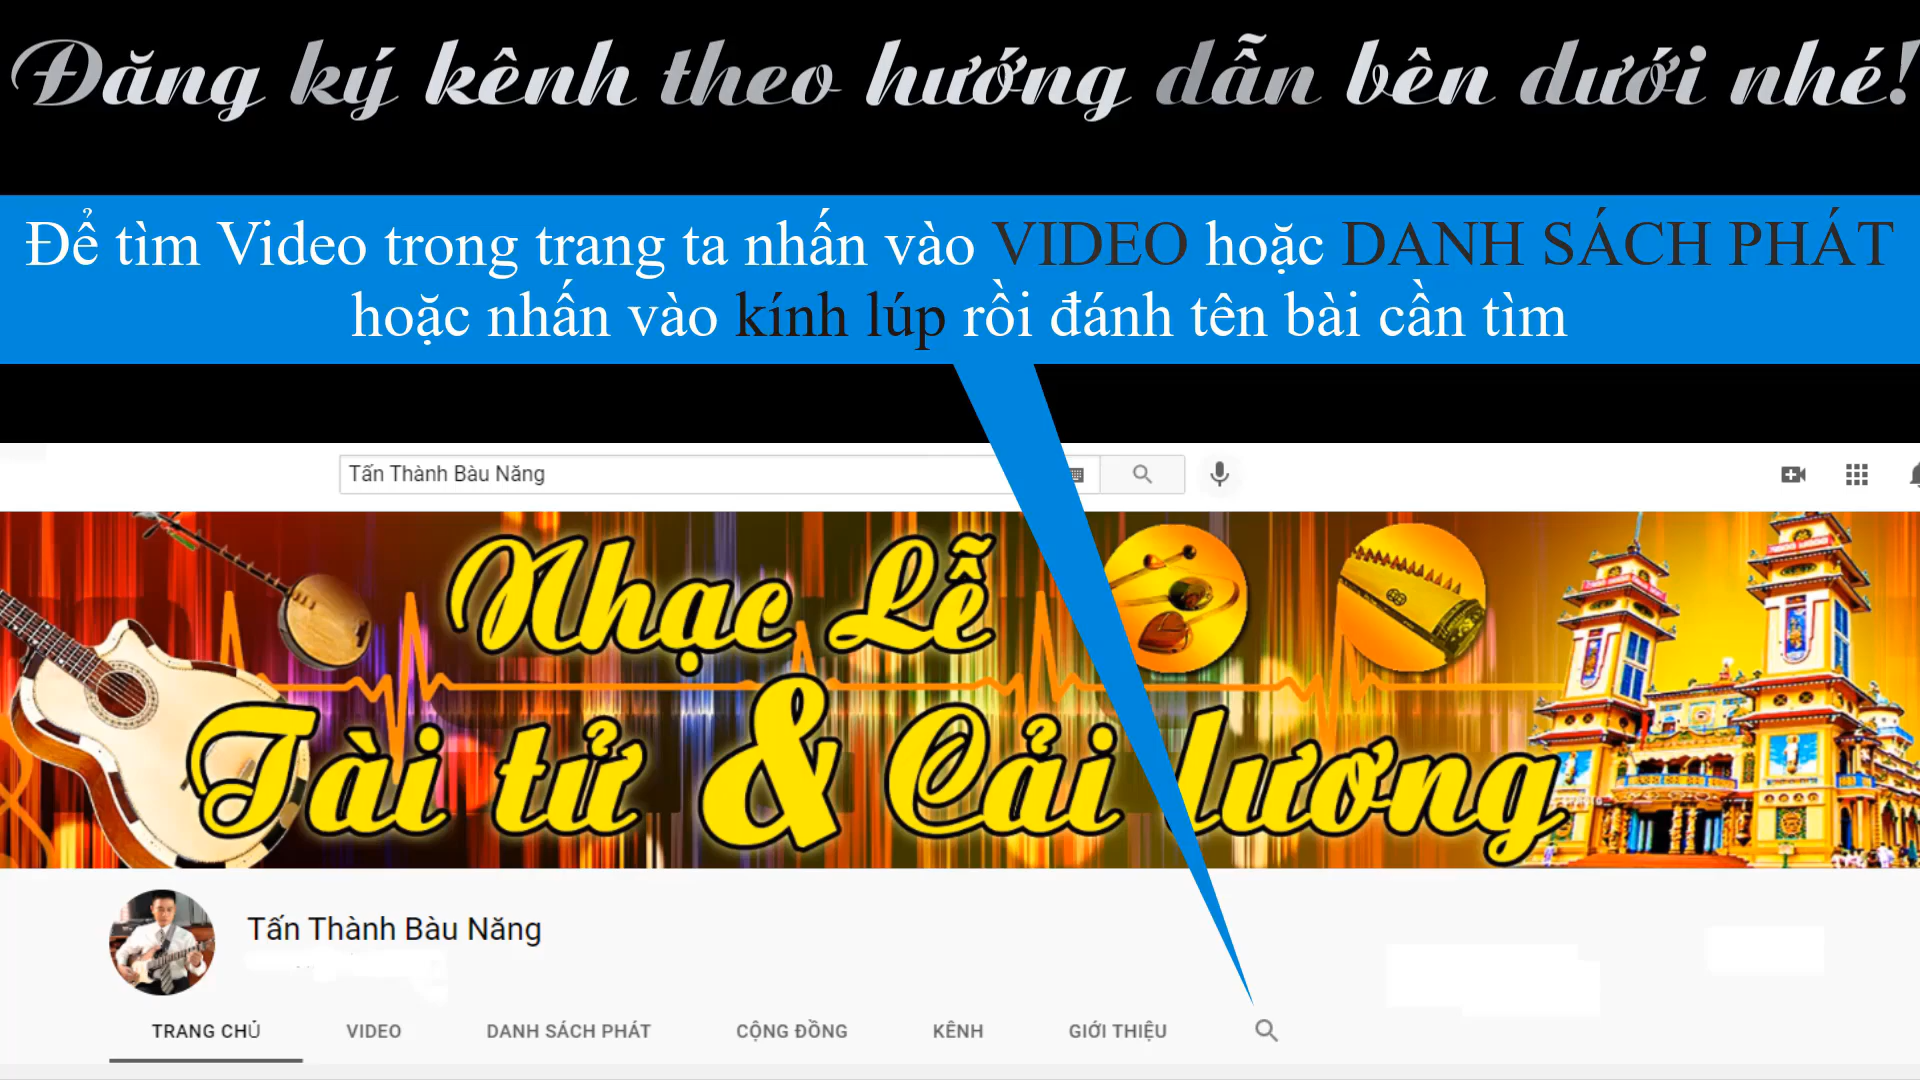 Đăng ký kênh theo hướng dẫn bên dưới nhé!
Để tìm Video trong trang ta nhấn vào VIDEO hoặc DANH SÁCH PHÁT
hoặc nhấn vào kính lúp rồi đánh tên bài cần tìm
Tấn Thành Bàu Năng
Nhạc Lễ
Tài tử & Cải lương
Tấn Thành Bàu Năng
TRANG CHỦ VIDEO DANH SÁCH PHÁT CỘNG ĐỒNG KÊNH GIỚI THIỆU